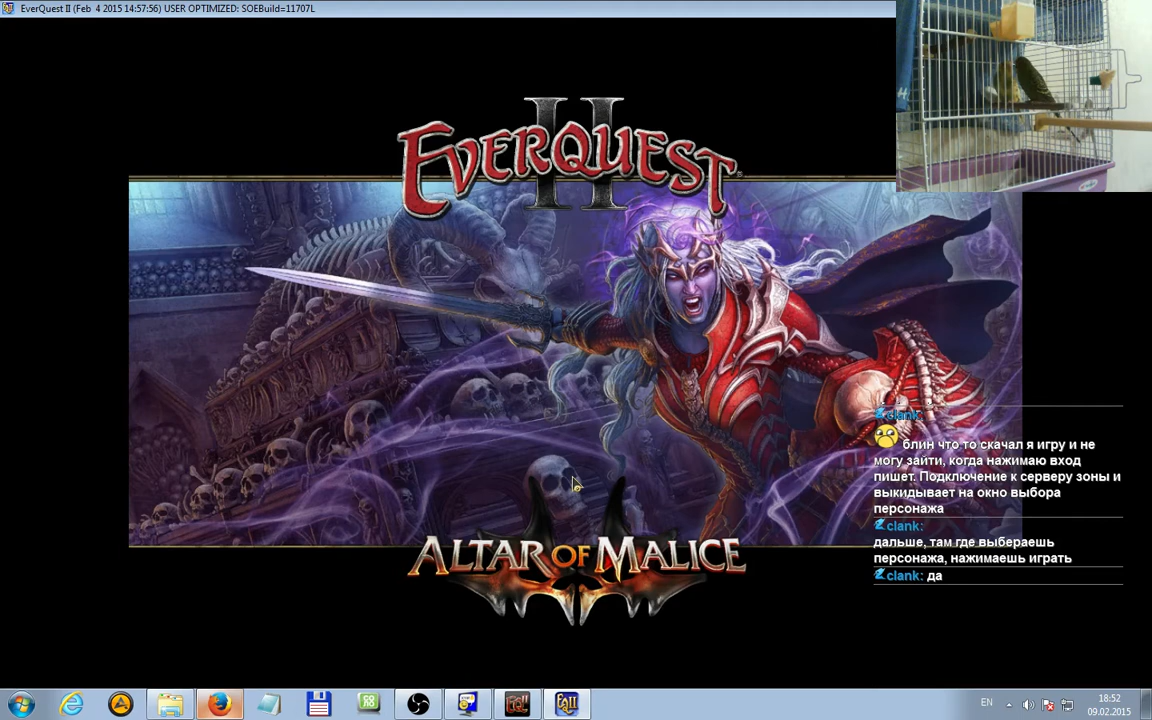 EverQuest II (Feb 4 2015 14:57:56) USER OPTIMIZED: SOEBuild=11707L
EVERQUEST
II
ALTAR OF MALICE
clank:
блин что то скачал я игру и не
могу зайти, когда нажимаю вход
пишет. Подключение к серверу зоны и
выкидывает на окно выбора
персонажа
clank:
дальше, там где выбераешь
персонажа, нажимаешь играть
clank: да
EN
18:52
09.02.2015